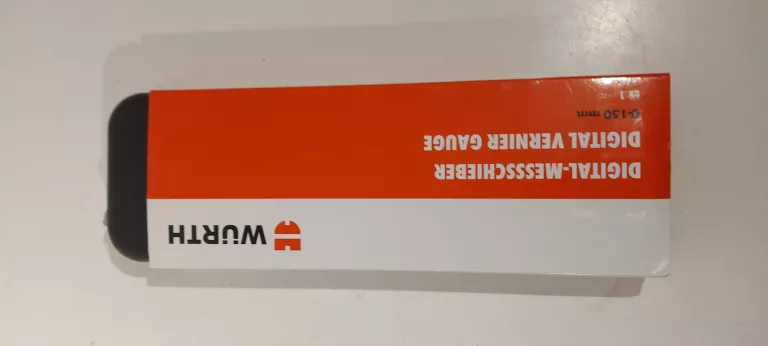 WÜRTH
DIGITAL-MESSSCHIEBER
DIGITAL VERNIER GAUGE
0-150 mm